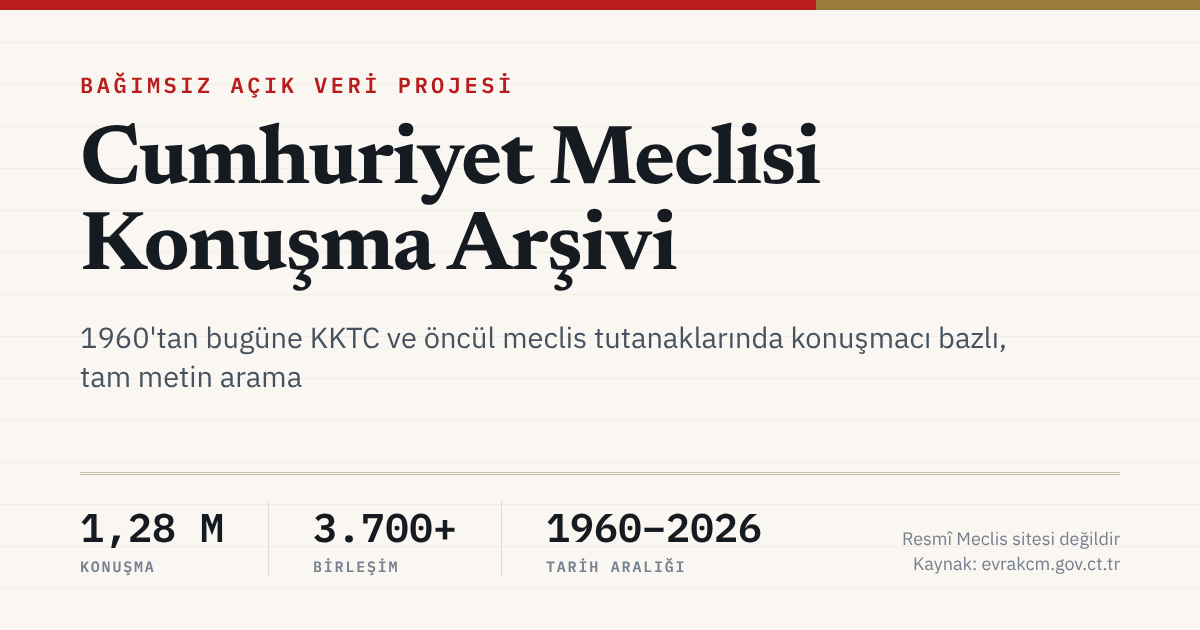 BAĞIMSIZ AÇIK VERİ PROJESİ
Cumhuriyet Meclisi
Konuşma Arşivi
1960'tan bugüne KKTC ve öncül meclis tutanaklarında konuşmacı bazlı,
tam metin arama
1,28 M
KONUŞMA
3.700+
BİRLEŞİM
1960–2026
TARİH ARALIĞI
Resmî Meclis sitesi değildir
Kaynak: evrakcm.gov.ct.tr